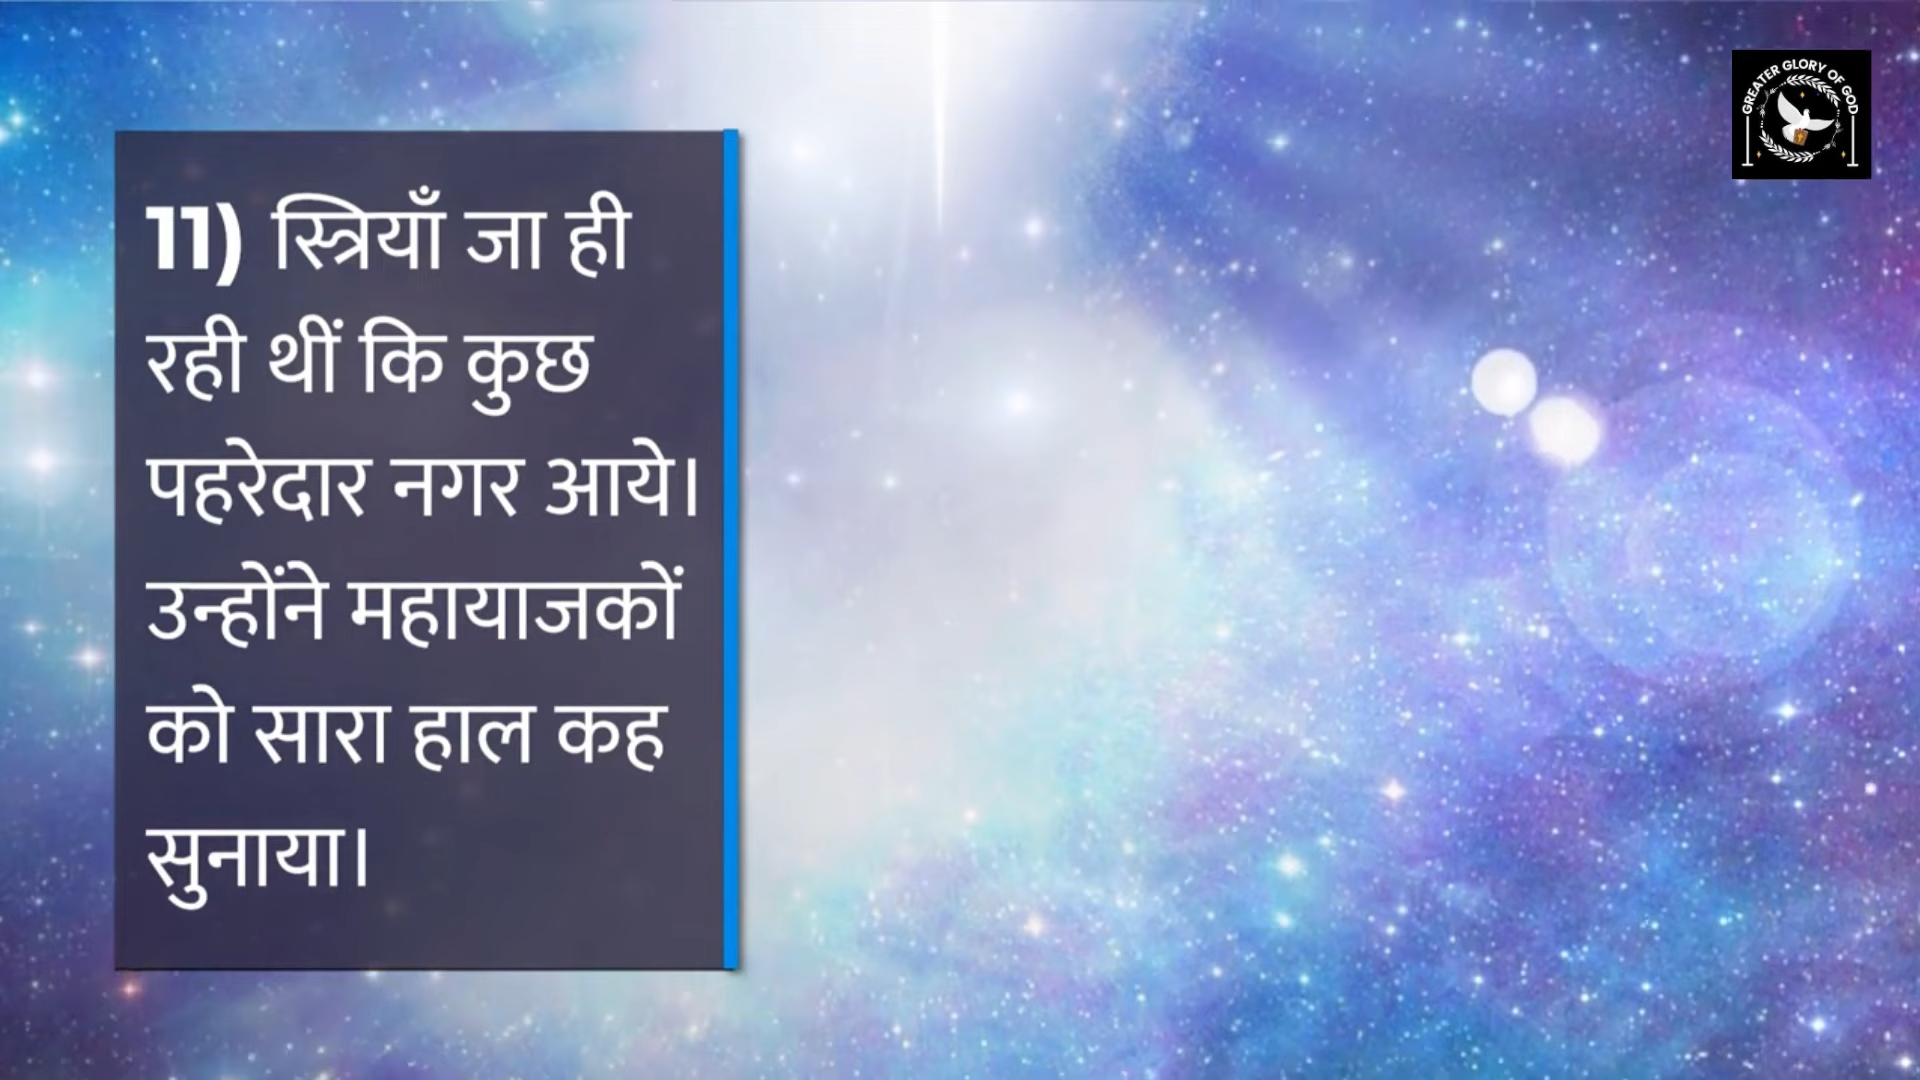 11) स्त्रियाँ जा ही
रही थीं कि कुछ
पहरेदार नगर आये।
उन्होंने महायाजकों
को सारा हाल कह
सुनाया।
GREATER GLORY OF GOD